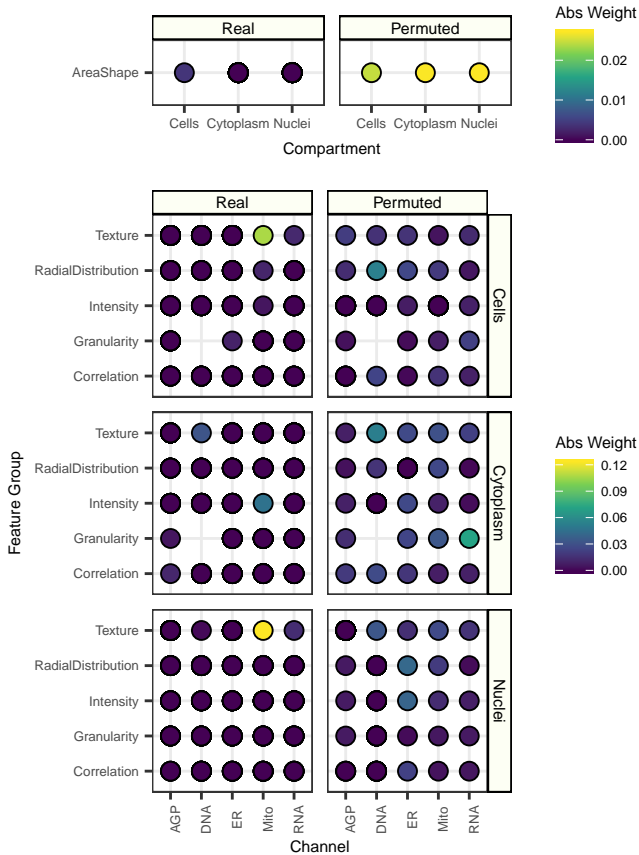 Real Permuted
AreaShape
Cells Cytoplasm Nuclei Cells Cytoplasm Nuclei
Compartment
Abs Weight
0.02
0.01
0.00
Real Permuted
Texture
RadialDistribution
Intensity
Granularity
Correlation
Cells
Texture
RadialDistribution
Intensity
Granularity
Correlation
Cytoplasm
Texture
RadialDistribution
Intensity
Granularity
Correlation
Nuclei
Feature Group
AGP DNA ER Mito RNA AGP DNA ER Mito RNA
Channel
Abs Weight
0.12
0.09
0.06
0.03
0.00